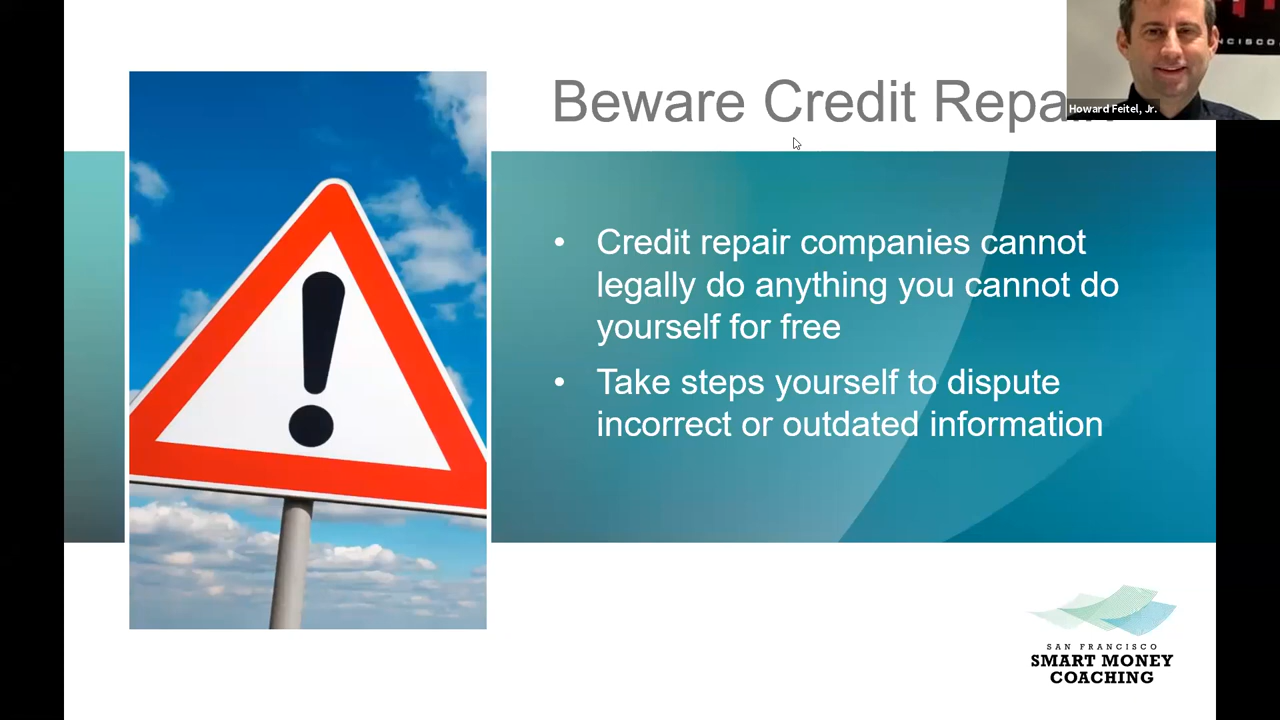 Beware Credit Repair
Howard Feitel, Jr.
NCISCO
• Credit repair companies cannot
legally do anything you cannot do
yourself for free
• Take steps yourself to dispute
incorrect or outdated information
SAN FRANCISCO
SMART MONEY
COACHING